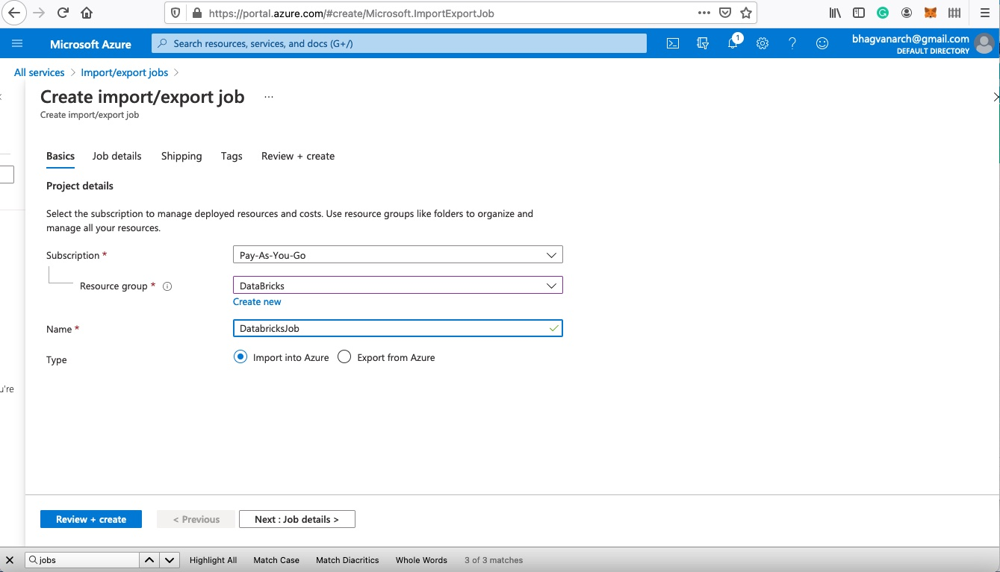 https://portal.azure.com/#create/Microsoft.ImportExportJob
Microsoft Azure
Search resources, services, and docs (G+/)
1
bhagvanarch@gmail.com
DEFAULT DIRECTORY
All services > Import/export jobs >
Create import/export job ...
Create import/export job
Basics Job details Shipping Tags Review + create
Project details
Select the subscription to manage deployed resources and costs. Use resource groups like folders to organize and
manage all your resources.
Subscription *
Pay-As-You-Go
Resource group *
DataBricks
Create new
Name *
DatabricksJob
Type
Import into Azure Export from Azure
u're
Review + create < Previous Next : Job details >
jobs Highlight All Match Case Match Diacritics Whole Words 3 of 3 matches